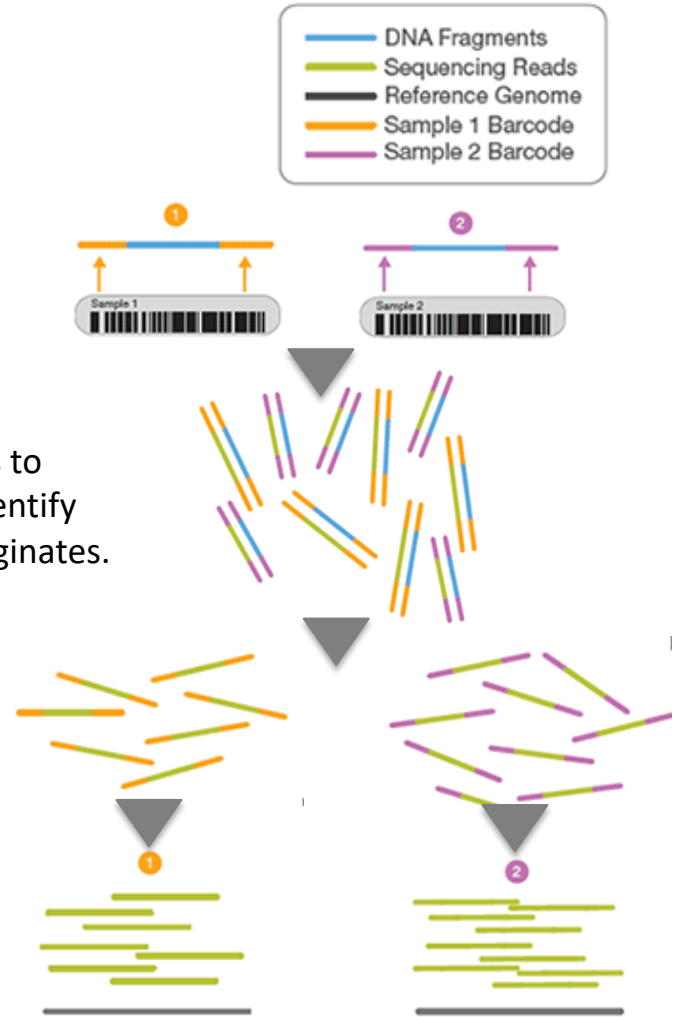 DNA Fragments
Sequencing Reads
Reference Genome
Sample 1 Barcode
Sample 2 Barcode
1
2
Sample 1
Sample 2
to
entify
ginates.
1
2